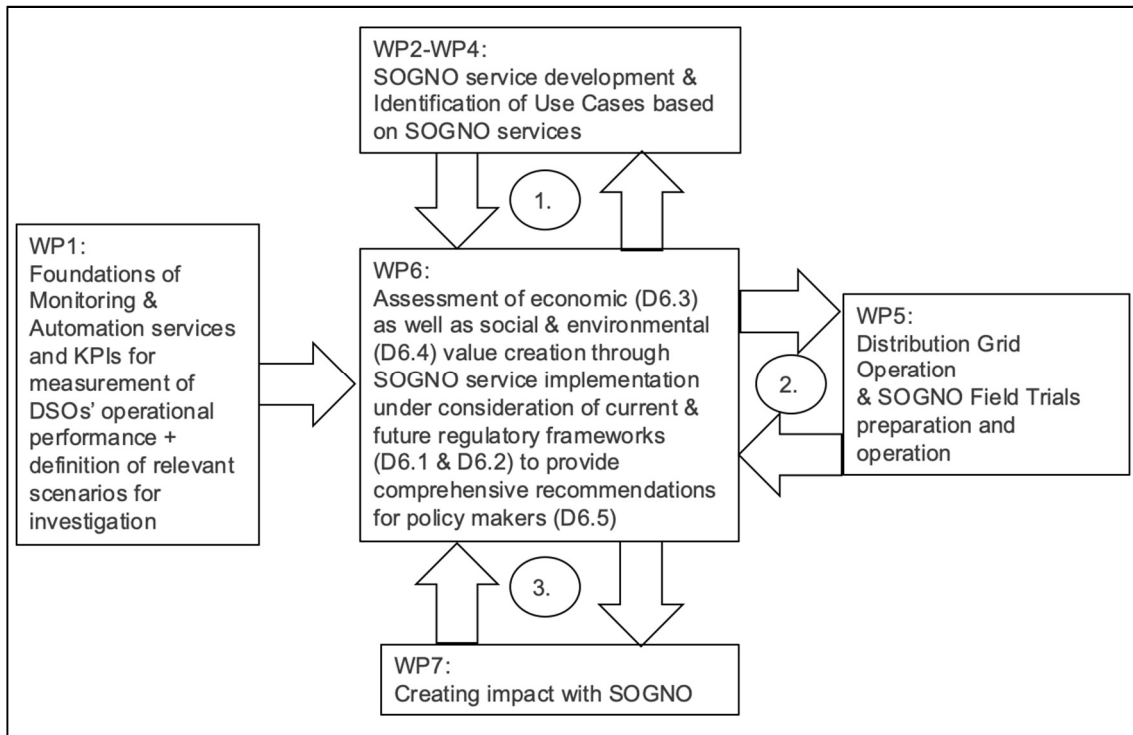 WP2-WP4:
SOGNO service development &
Identification of Use Cases based
on SOGNO services
1.
WP1:
Foundations of
Monitoring &
Automation services
and KPIs for
measurement of
DSOs' operational
performance +
definition of relevant
scenarios for
investigation
WP6:
Assessment of economic (D6.3)
as well as social & environmental
(D6.4) value creation through
SOGNO service implementation
under consideration of current &
future regulatory frameworks
(D6.1 & D6.2) to provide
comprehensive recommendations
for policy makers (D6.5)
2.
WP5:
Distribution Grid
Operation
& SOGNO Field Trials
preparation and
operation
3.
WP7:
Creating impact with SOGNO